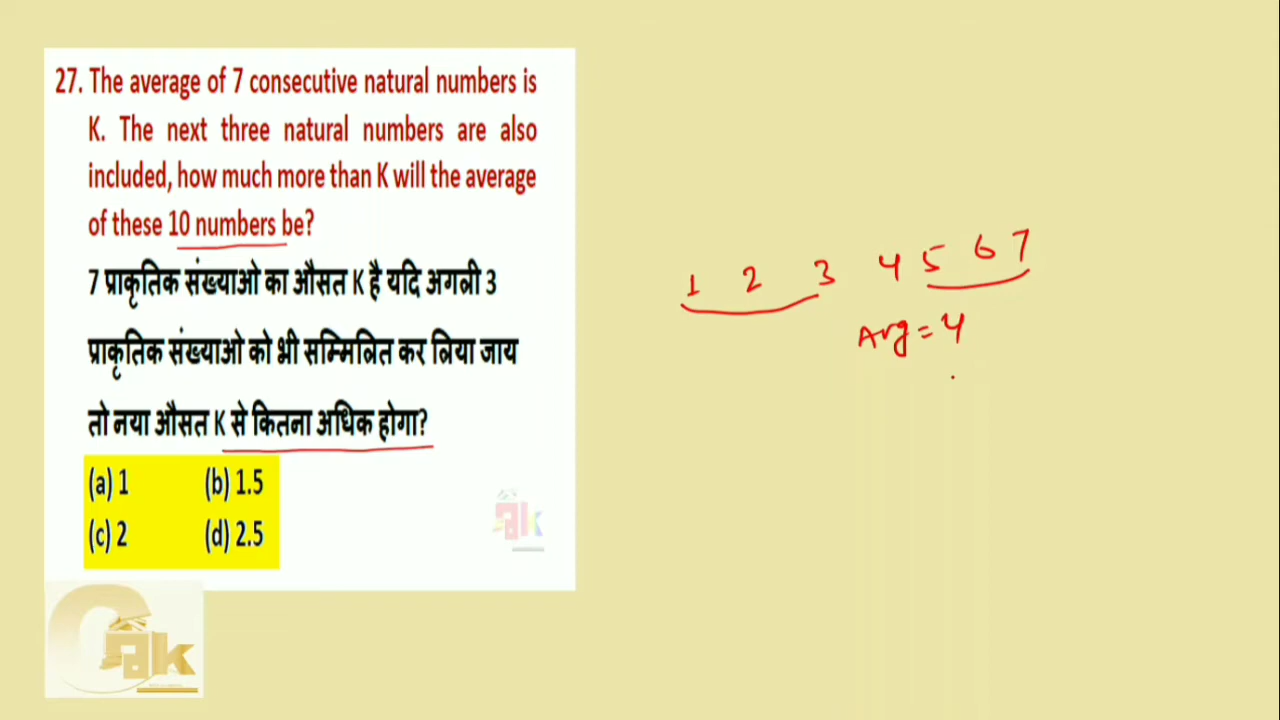 27. The average of 7 consecutive natural numbers is
K. The next three natural numbers are also
included, how much more than K will the average
of these 10 numbers be?
7 प्राकृतिक संख्याओ का औसत K है यदि अगली 3
प्राकृतिक संख्याओ को भी सम्मिलित कर लिया जाय
तो नया औसत K से कितना अधिक होगा?
(a) 1 (b) 1.5
(c) 2 (d) 2.5
1 2 3 4 5 6 7
Avg = 4